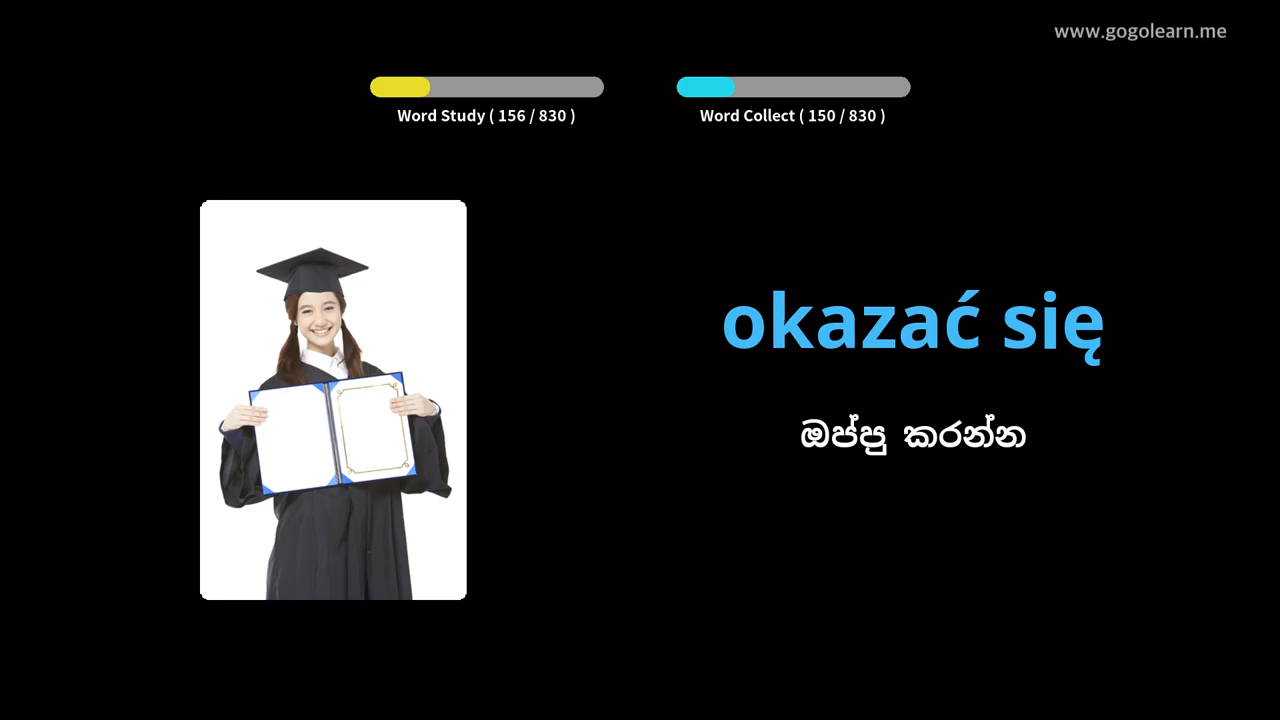 www.gogolearn.me
Word Study ( 156 / 830 )
Word Collect ( 150 / 830 )
okazać się
ඔප්පු කරන්න